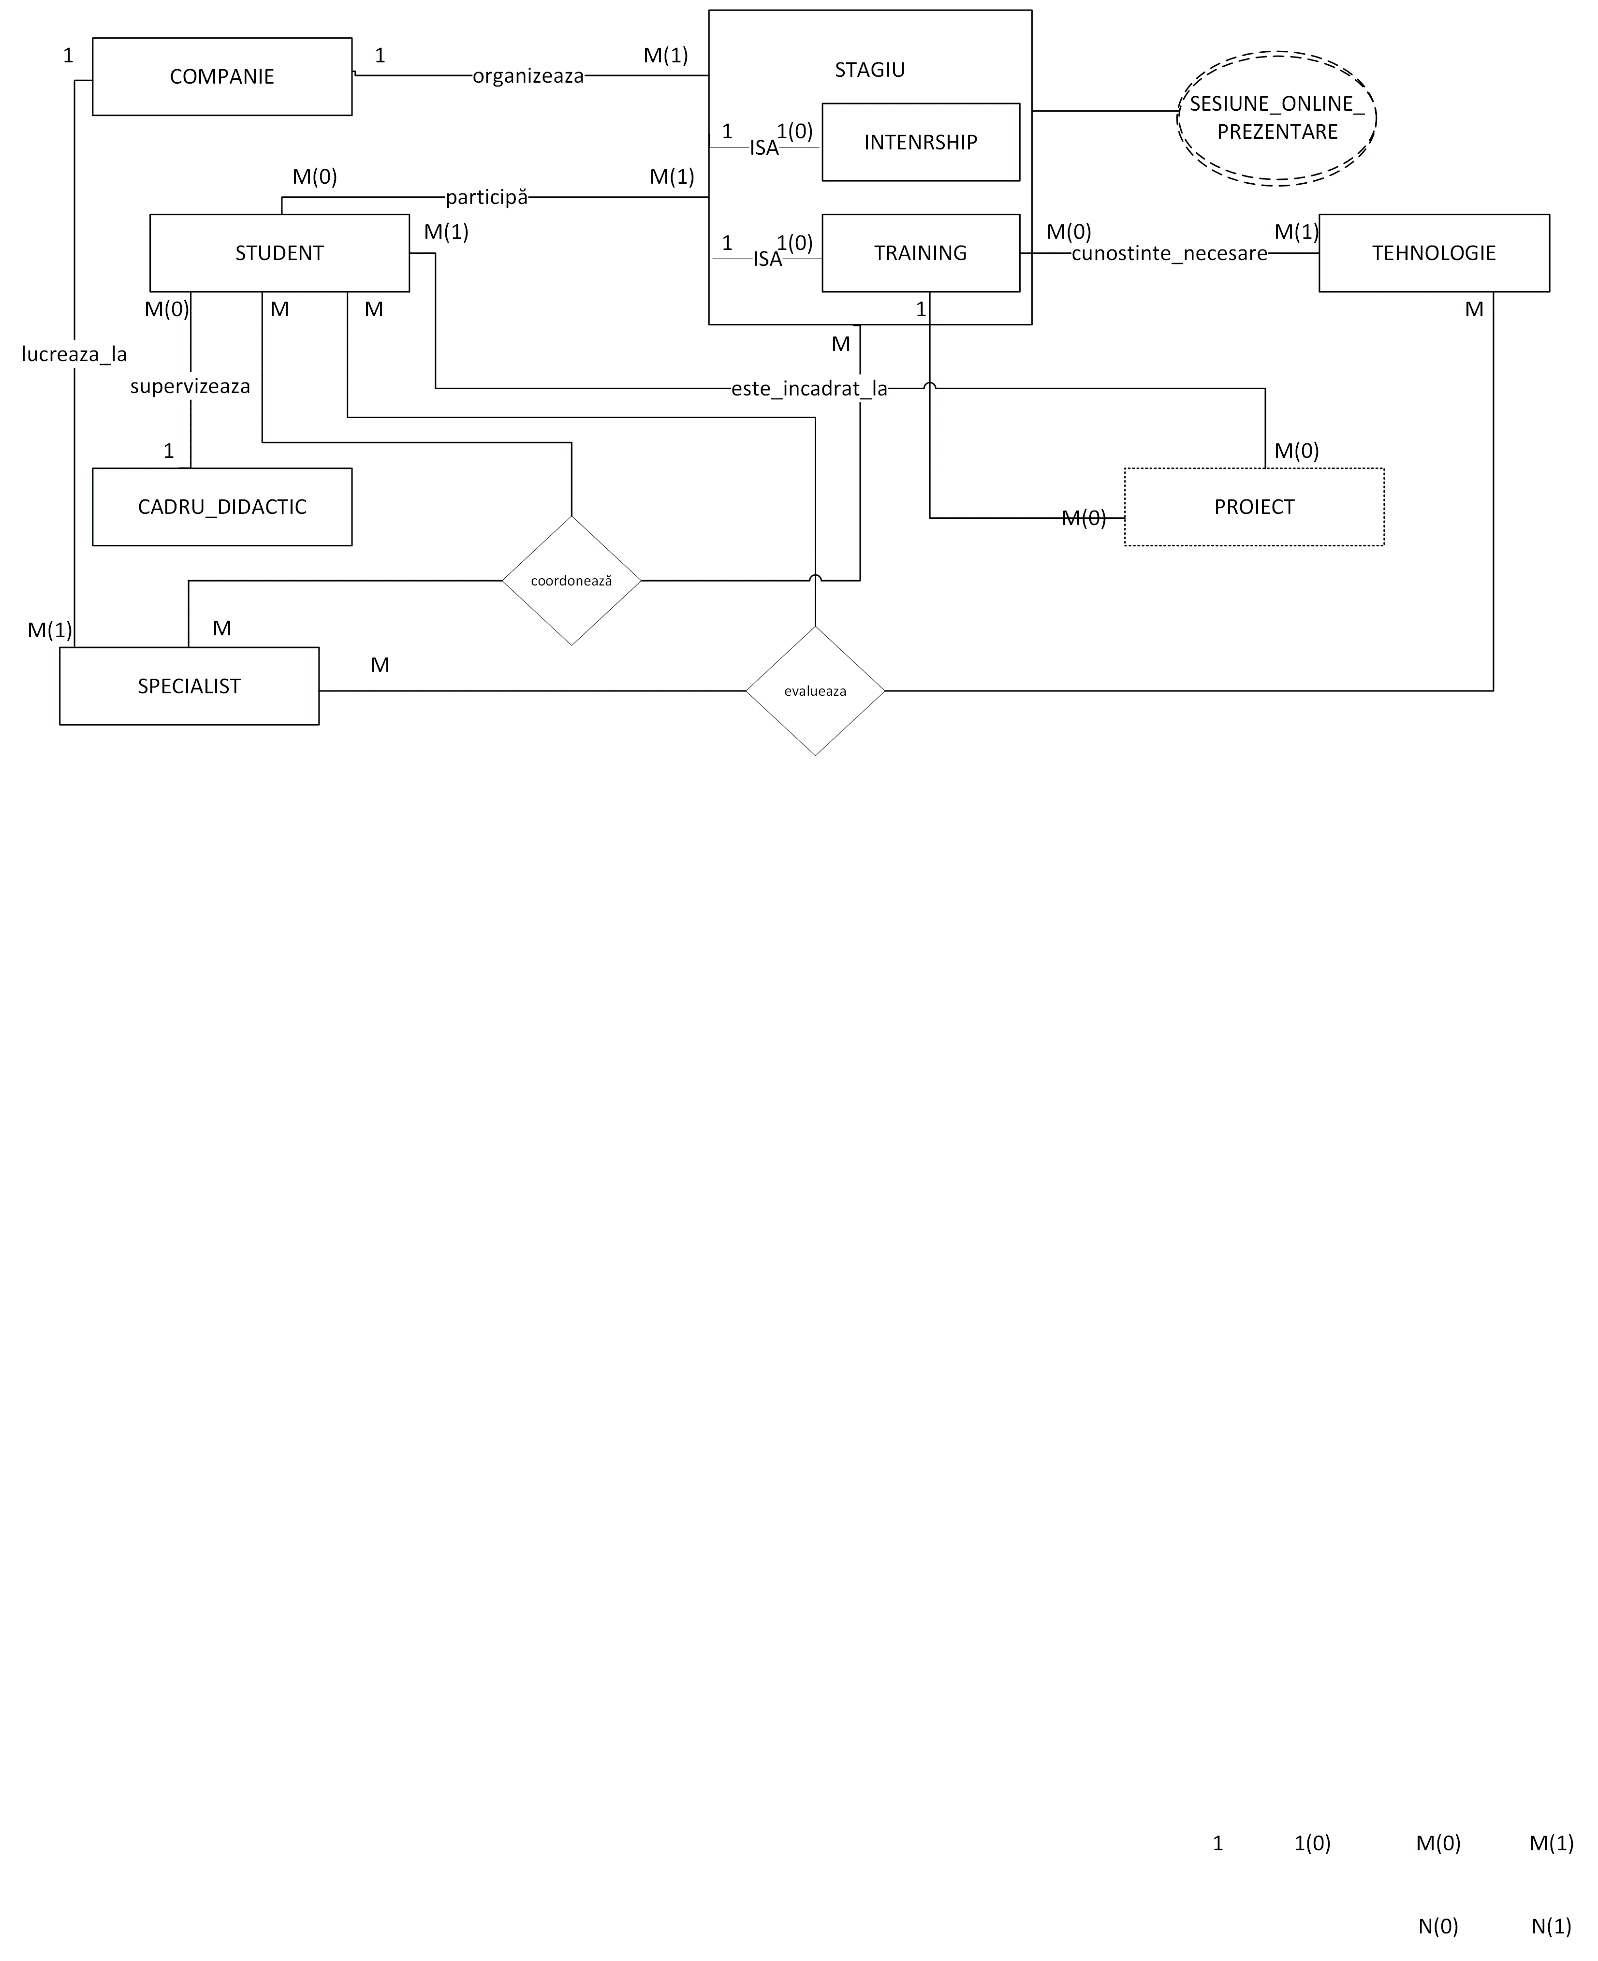 1
COMPANIE
1
organizeaza
M(1)
STAGIU
SESIUNE_ONLINE_
PREZENTARE
1
ISA
1(0)
INTENRSHIP
M(0)
participă
M(1)
STUDENT
M(1)
1
ISA
1(0)
TRAINING
M(0)
cunostinte_necesare
M(1)
TEHNOLOGIE
M(0)
M
M
1
M
M
lucreaza_la
supervizeaza
este_incadrat_la
1
M(0)
CADRU_DIDACTIC
M(0)
PROIECT
coordonează
M(1)
M
SPECIALIST
M
evalueaza
1
1(0)
M(0)
M(1)
N(0)
N(1)